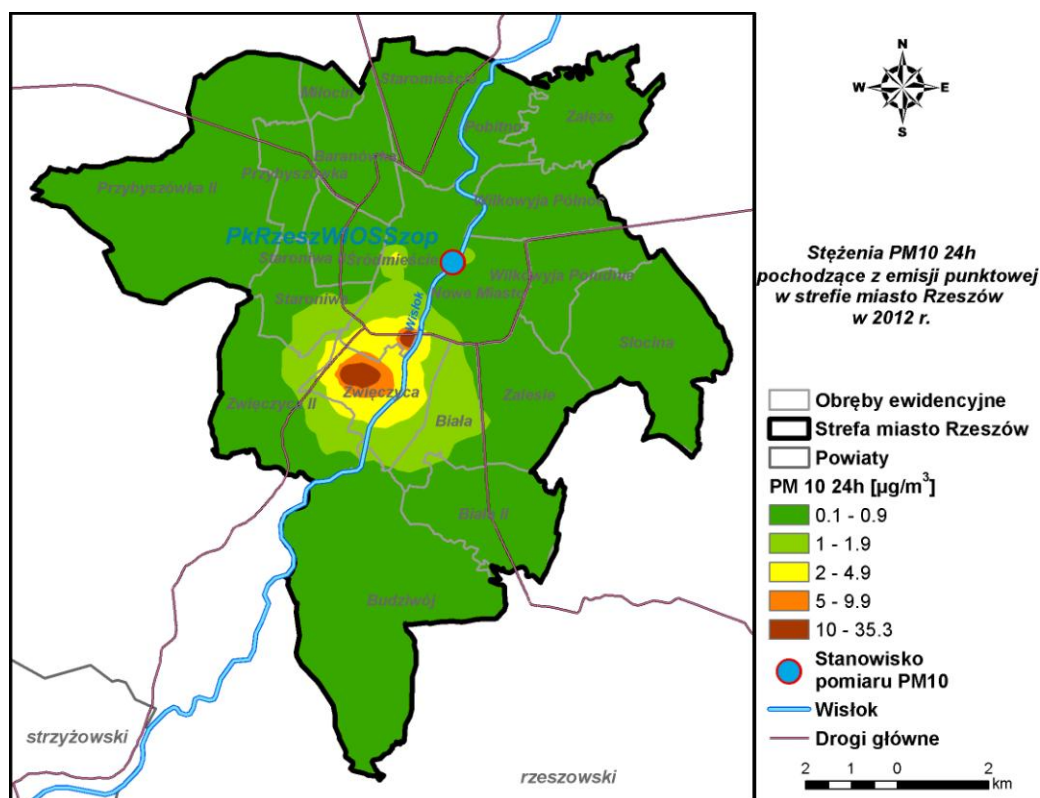 N
W E
S
Staromieście
Miłocin
Pobitno
Załęże
Baranówka
Przybyszówka
Przybyszówka II
Wilkowyja Północ
PkRzeszWIOSSzop
Staroniwa II
Śródmieście
Wilkowyja Południe
Nowe Miasto
Staroniwa
Wisłok
Słocina
Zwięczyca
Zwięczyca II
Zalesie
Biała
Biała II
Budziwój
strzyżowski
rzeszowski
Stężenia PM10 24h
pochodzące z emisji punktowej
w strefie miasto Rzeszów
w 2012 r.
Obręby ewidencyjne
Strefa miasto Rzeszów
Powiaty
PM 10 24h [µg/m³]
0.1 - 0.9
1 - 1.9
2 - 4.9
5 - 9.9
10 - 35.3
Stanowisko
pomiaru PM10
Wisłok
Drogi główne
2 1 0 2
km